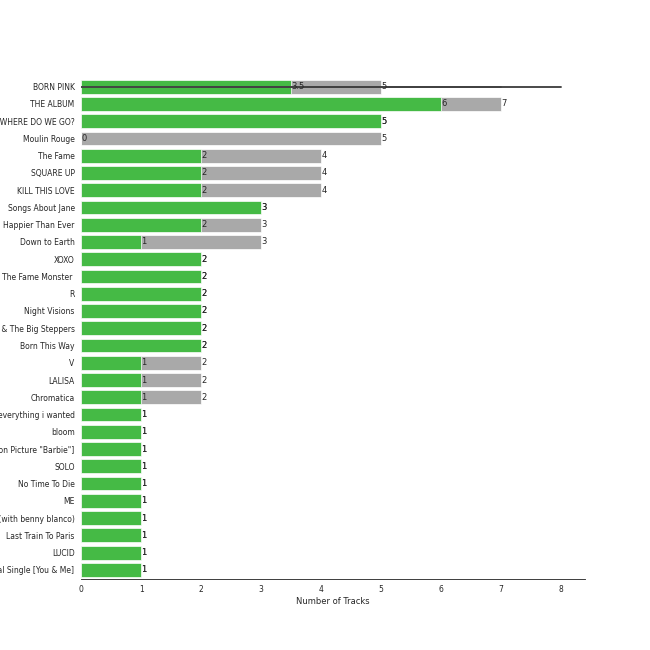 BORN PINK 3.5 5
THE ALBUM 6 7
WHERE DO WE GO? 5
Moulin Rouge 0 5
The Fame 2 4
SQUARE UP 2 4
KILL THIS LOVE 2 4
Songs About Jane 3
Happier Than Ever 2 3
Down to Earth 1 3
XOXO 2
The Fame Monster 2
R 2
Night Visions 2
& The Big Steppers 2
Born This Way 2
V 1 2
LALISA 1 2
Chromatica 1 2
everything i wanted 1
bloom 1
on Picture "Barbie"] 1
SOLO 1
No Time To Die 1
ME 1
(with benny blanco) 1
Last Train To Paris 1
LUCID 1
al Single [You & Me] 1
0 1 2 3 4 5 6 7 8
Number of Tracks